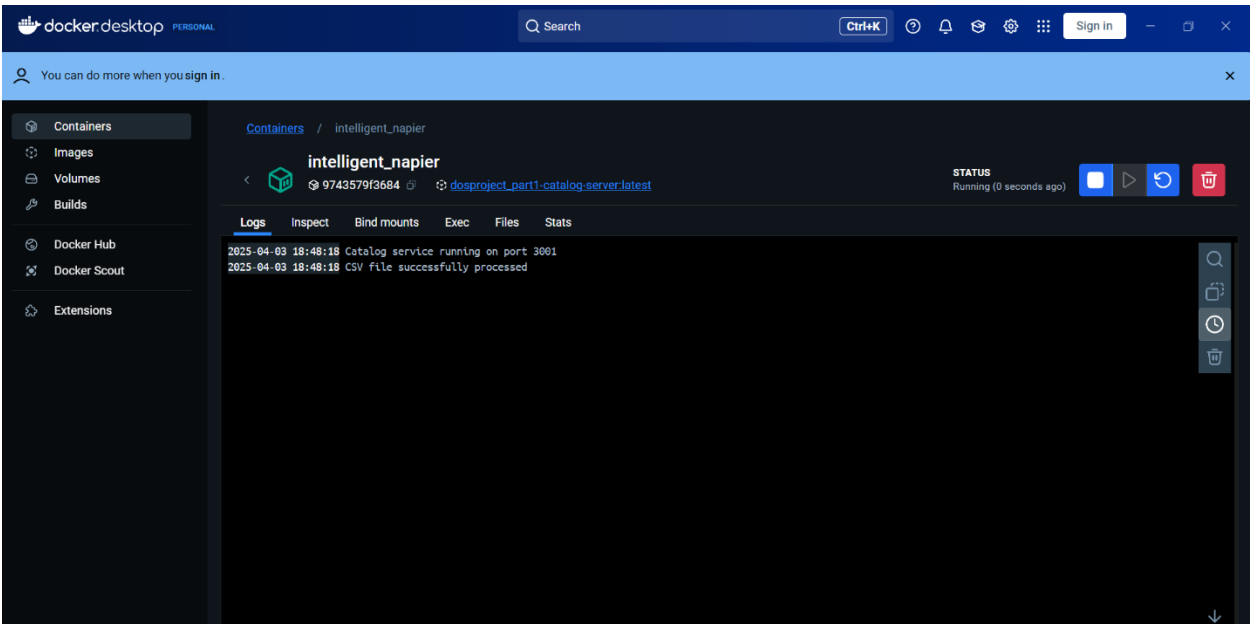 docker.desktop PERSONAL
Search
Ctrl+K
Sign in
You can do more when you sign in.
Containers
Images
Volumes
Builds
Docker Hub
Docker Scout
Extensions
Containers / intelligent_napier
intelligent_napier
9743579f3684 dosproject_part1-catalog-server:latest
STATUS
Running (0 seconds ago)
Logs Inspect Bind mounts Exec Files Stats
2025-04-03 18:48:18 Catalog service running on port 3001
2025-04-03 18:48:18 CSV file successfully processed